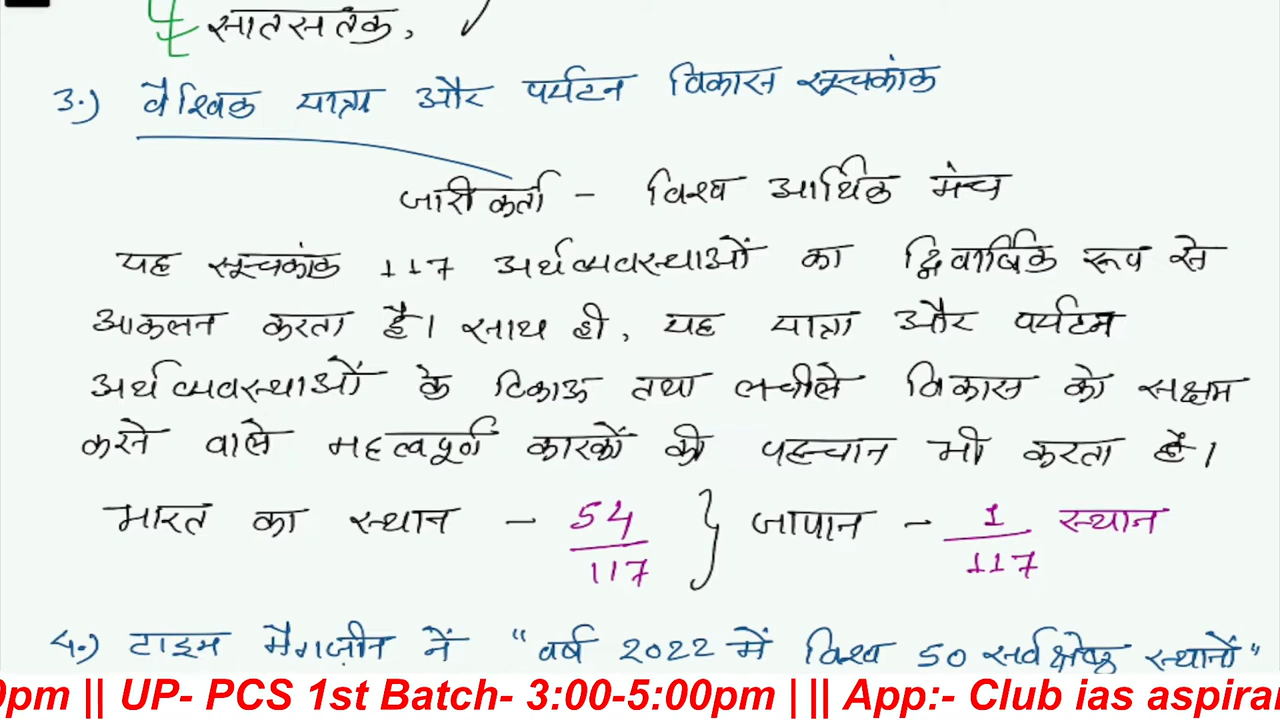 सात सतंक,
3.) वैश्विक यात्रा और पर्यटन विकास सूचकांक
जारीकर्ता - विश्व आर्थिक मंच
यह सूचकांक 117 अर्थव्यवस्थाओं का द्विवार्षिक रूप से
आकलन करता है। साथ ही, यह यात्रा और पर्यटन
अर्थव्यवस्थाओं के टिकाऊ तथा लचीले विकास को सक्षम
करने वाले महत्वपूर्ण कारकों की पहचान भी करता है।
भारत का स्थान - 54/117 } जापान - 1/117 स्थान
4.) टाइम मैगज़ीन में "वर्ष 2022 में विश्व 50 सर्वश्रेष्ठ स्थानों"
0pm || UP- PCS 1st Batch- 3:00-5:00pm | || App:- Club ias aspiran